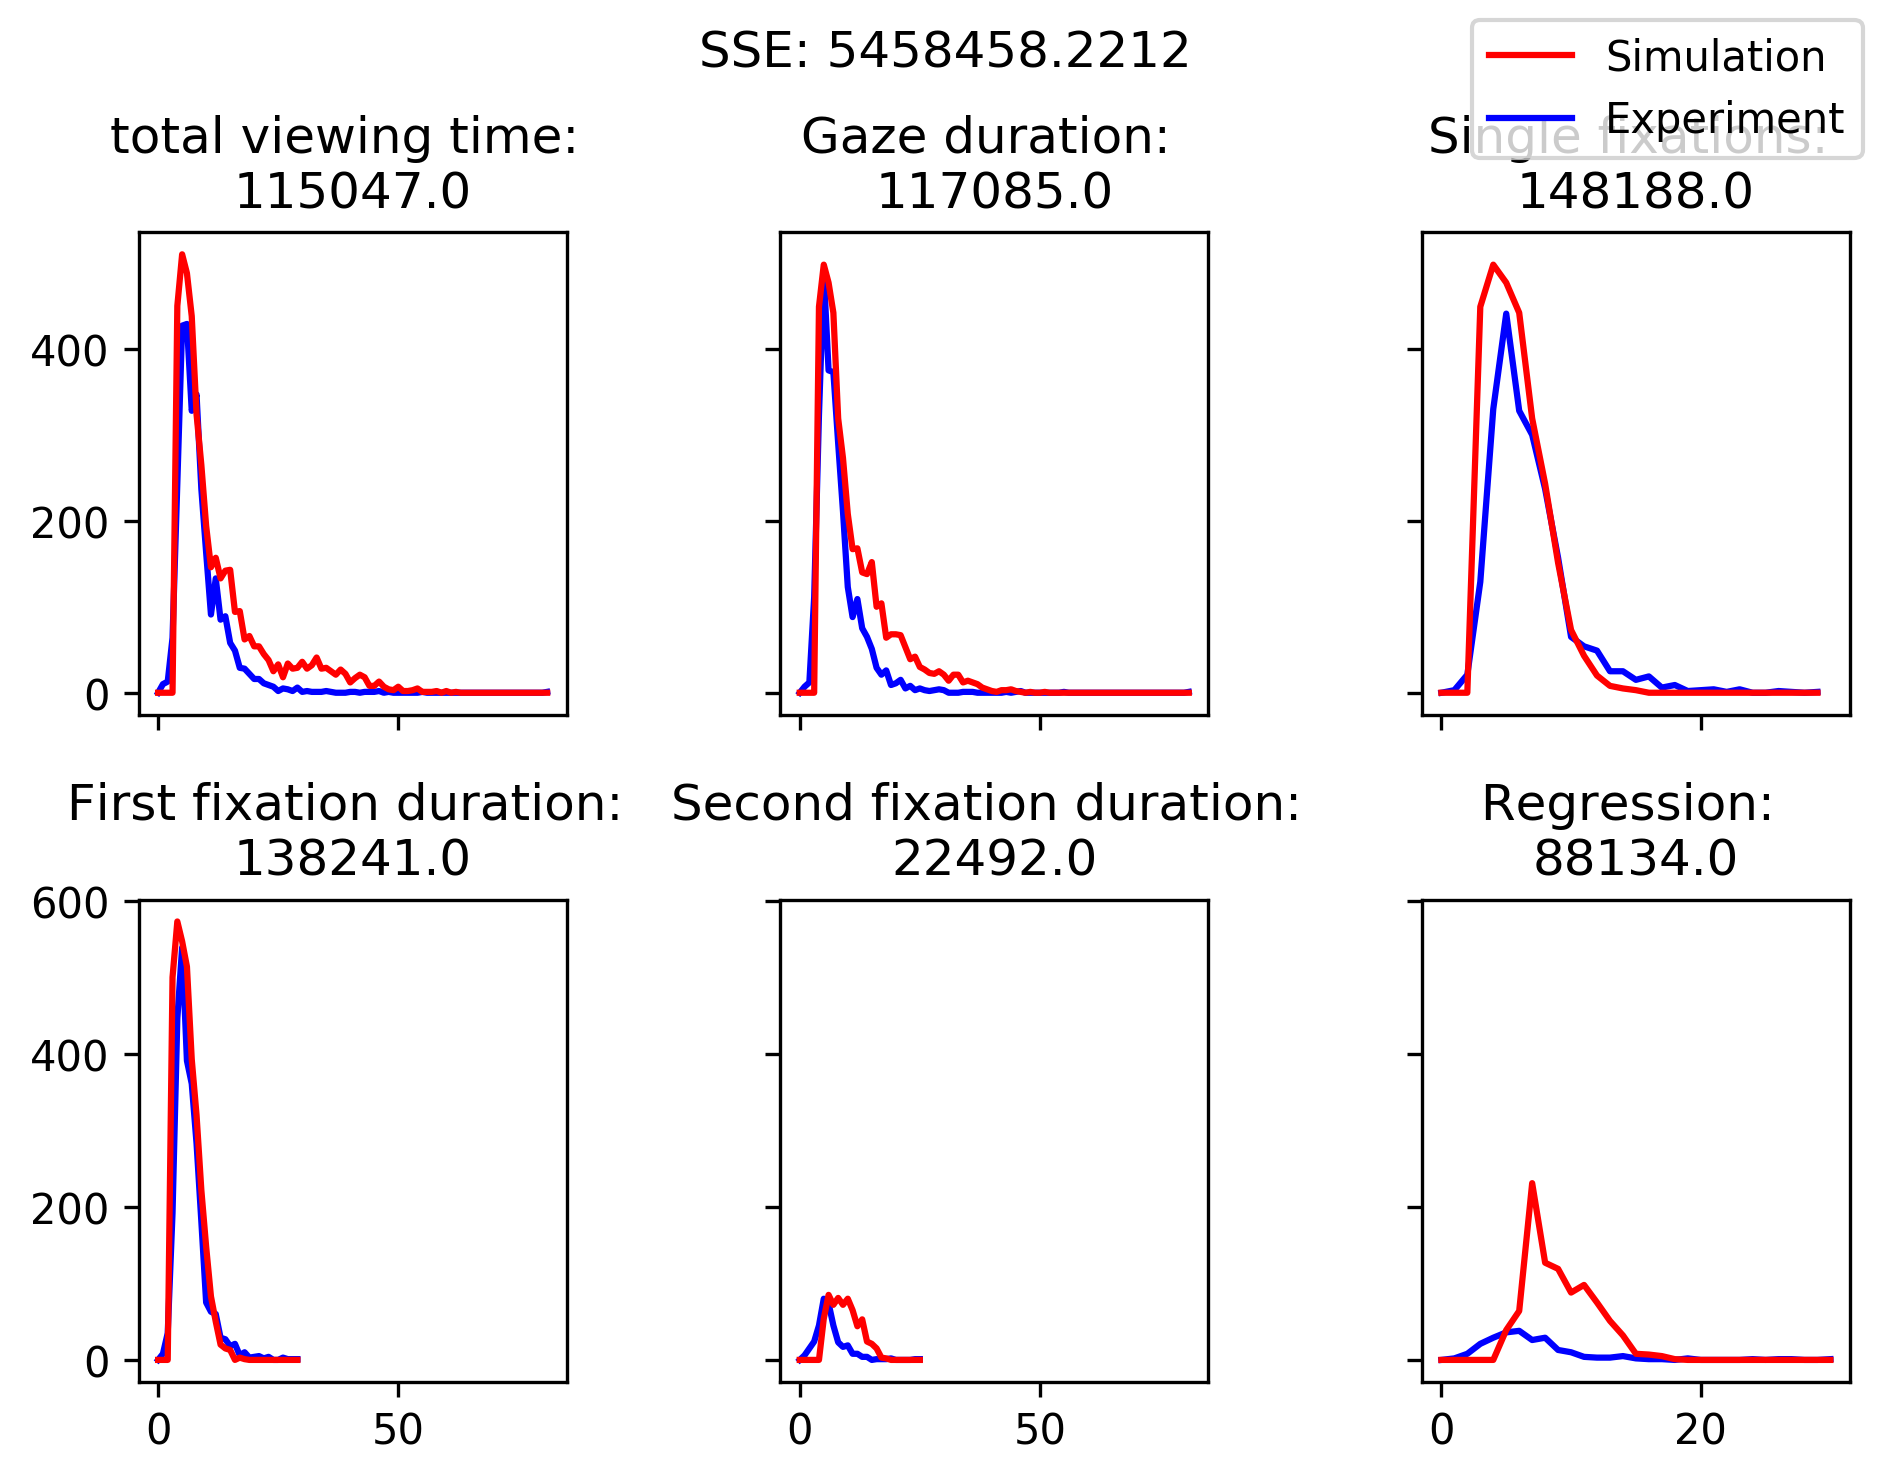 SSE: 5458458.2212
Simulation
Experiment
total viewing time:
115047.0
Gaze duration:
117085.0
Single fixations:
148188.0
400
200
0
0
50
0
50
0
20
First fixation duration:
138241.0
Second fixation duration:
22492.0
Regression:
88134.0
600
400
200
0